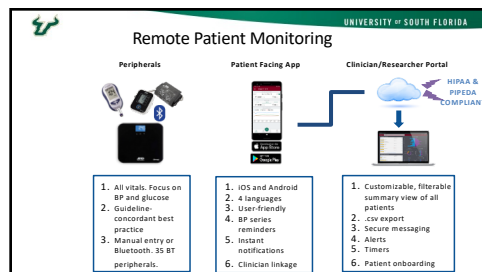 UNIVERSITY OF SOUTH FLORIDA
Remote Patient Monitoring
Peripherals
Patient Facing App
Clinician/Researcher Portal
HIPAA &
PIPEDA
COMPLIAN
App Store
Google Play
1. All vitals. Focus on
BP and glucose
2. Guideline-
concordant best
practice
3. Manual entry or
Bluetooth. 35 BT
peripherals.
1. iOS and Android
2. 4 languages
3. User-friendly
4. BP series
reminders
5. Instant
notifications
6. Clinician linkage
1. Customizable, filterable
summary view of all
patients
2. .csv export
3. Secure messaging
4. Alerts
5. Timers
6. Patient onboarding